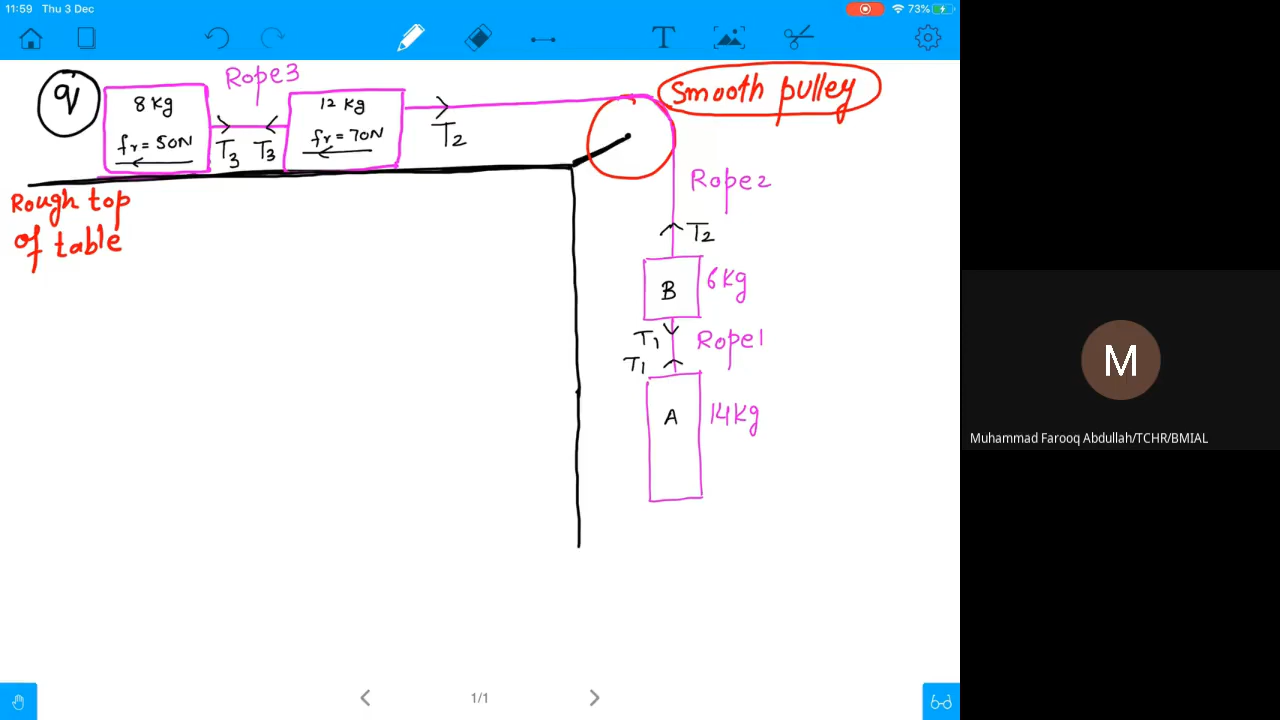 11:59 Thu 3 Dec
73%
T
q
Rope3
8 Kg
fr = 50N
T3
T3
12 Kg
fr = 70N
T2
Smooth pulley
Rough top
of table
Rope2
T2
B
6Kg
T1
Rope1
T1
A
14Kg
M
Muhammad Farooq Abdullah/TCHR/BMIAL
1/1